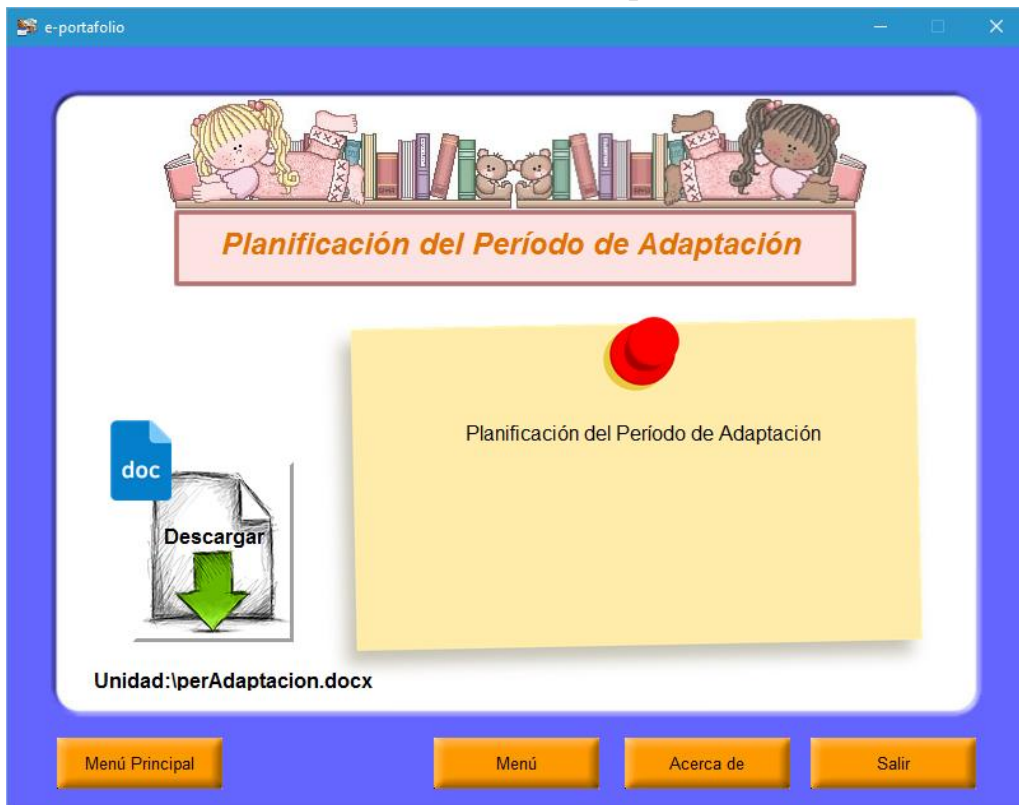 e-portafolio
Planificación del Período de Adaptación
Planificación del Período de Adaptación
doc
Descargar
Unidad:\perAdaptacion.docx
Menú Principal
Menú
Acerca de
Salir